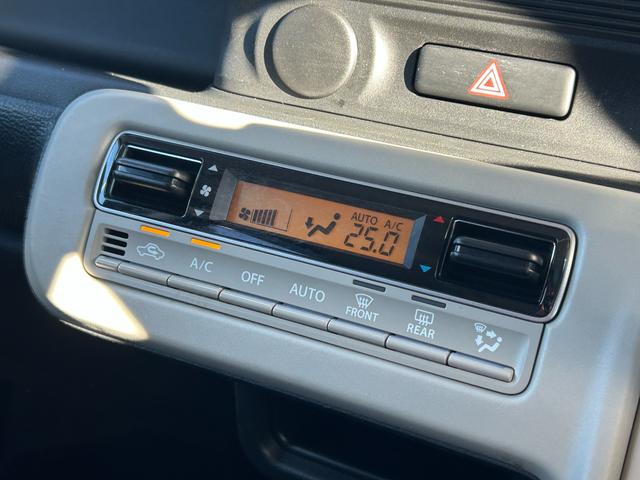 AUTO A/C
25.0
A/C
OFF
AUTO
FRONT
REAR